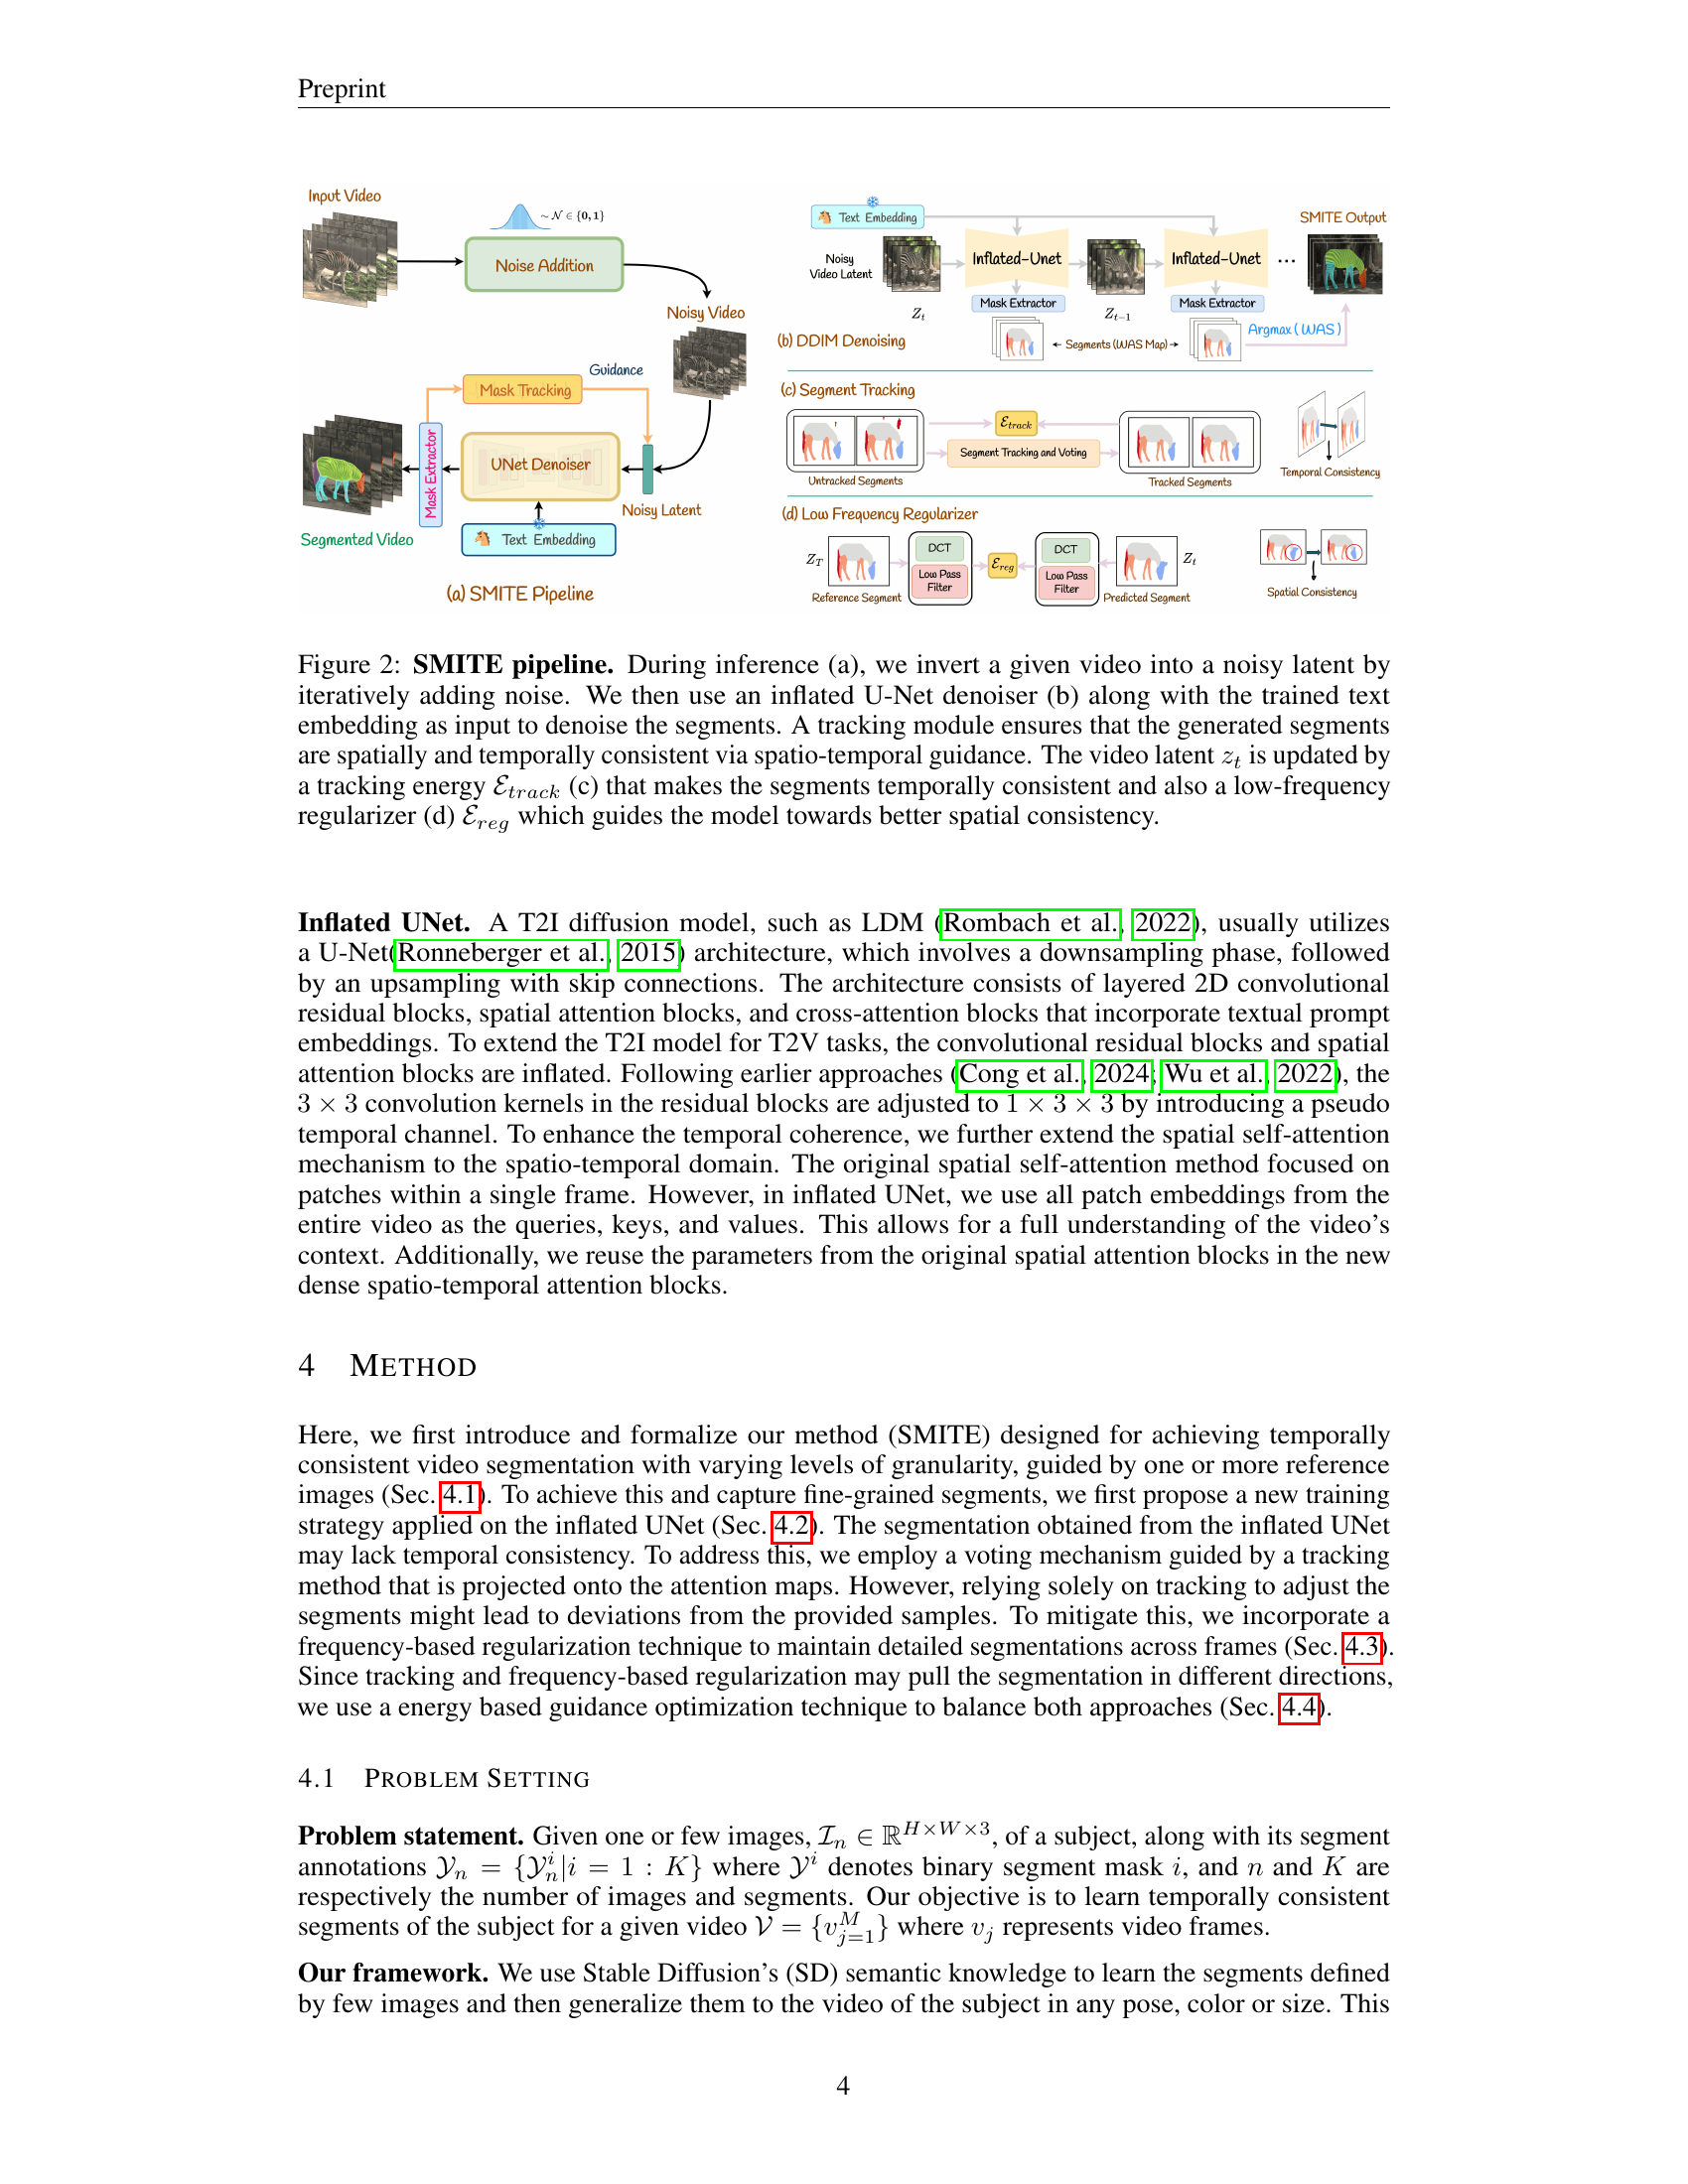 Preprint
Input Video
∼ 𝒩 ∈ {0, 1}
Noise Addition
Noisy Video
Guidance
Mask Tracking
Mask Extractor
UNet Denoiser
Noisy Latent
Text Embedding
Segmented Video
(a) SMITE Pipeline
Text Embedding
SMITE Output
Noisy
Video Latent
Inflated-Unet
Inflated-Unet
...
Mask Extractor
Mask Extractor
Z_t
Z_{t−1}
Argmax (WAS)
(b) DDIM Denoising
Segments (WAS Map)
(c) Segment Tracking
ℰ_track
Segment Tracking and Voting
Untracked Segments
Tracked Segments
Temporal Consistency
(d) Low Frequency Regularizer
Z_T
DCT
Low Pass
Filter
ℰ_reg
DCT
Low Pass
Filter
Z_t
Reference Segment
Predicted Segment
Spatial Consistency
Figure 2: SMITE pipeline. During inference (a), we invert a given video into a noisy latent by
iteratively adding noise. We then use an inflated U-Net denoiser (b) along with the trained text
embedding as input to denoise the segments. A tracking module ensures that the generated segments
are spatially and temporally consistent via spatio-temporal guidance. The video latent z_t is updated by
a tracking energy ℰ_track (c) that makes the segments temporally consistent and also a low-frequency
regularizer (d) ℰ_reg which guides the model towards better spatial consistency.
Inflated UNet. A T2I diffusion model, such as LDM (Rombach et al., 2022), usually utilizes
a U-Net(Ronneberger et al., 2015) architecture, which involves a downsampling phase, followed
by an upsampling with skip connections. The architecture consists of layered 2D convolutional
residual blocks, spatial attention blocks, and cross-attention blocks that incorporate textual prompt
embeddings. To extend the T2I model for T2V tasks, the convolutional residual blocks and spatial
attention blocks are inflated. Following earlier approaches (Cong et al., 2024; Wu et al., 2022), the
3 × 3 convolution kernels in the residual blocks are adjusted to 1 × 3 × 3 by introducing a pseudo
temporal channel. To enhance the temporal coherence, we further extend the spatial self-attention
mechanism to the spatio-temporal domain. The original spatial self-attention method focused on
patches within a single frame. However, in inflated UNet, we use all patch embeddings from the
entire video as the queries, keys, and values. This allows for a full understanding of the video's
context. Additionally, we reuse the parameters from the original spatial attention blocks in the new
dense spatio-temporal attention blocks.
4 METHOD
Here, we first introduce and formalize our method (SMITE) designed for achieving temporally
consistent video segmentation with varying levels of granularity, guided by one or more reference
images (Sec. 4.1). To achieve this and capture fine-grained segments, we first propose a new training
strategy applied on the inflated UNet (Sec. 4.2). The segmentation obtained from the inflated UNet
may lack temporal consistency. To address this, we employ a voting mechanism guided by a tracking
method that is projected onto the attention maps. However, relying solely on tracking to adjust the
segments might lead to deviations from the provided samples. To mitigate this, we incorporate a
frequency-based regularization technique to maintain detailed segmentations across frames (Sec. 4.3).
Since tracking and frequency-based regularization may pull the segmentation in different directions,
we use a energy based guidance optimization technique to balance both approaches (Sec. 4.4).
4.1 PROBLEM SETTING
Problem statement. Given one or few images, ℐ_n ∈ ℝ^{H×W×3}, of a subject, along with its segment
annotations 𝒴_n = {𝒴_n^i|i = 1 : K} where 𝒴^i denotes binary segment mask i, and n and K are
respectively the number of images and segments. Our objective is to learn temporally consistent
segments of the subject for a given video 𝒱 = {v_{j=1}^M} where v_j represents video frames.
Our framework. We use Stable Diffusion's (SD) semantic knowledge to learn the segments defined
by few images and then generalize them to the video of the subject in any pose, color or size. This
4